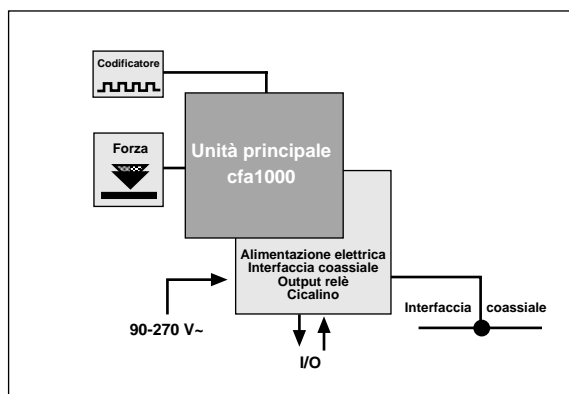 Codificatore
Forza
Unità principale
cfa1000
Alimentazione elettrica
Interfaccia coassiale
Output relè
Cicalino
90-270 V~
I/O
Interfaccia coassiale